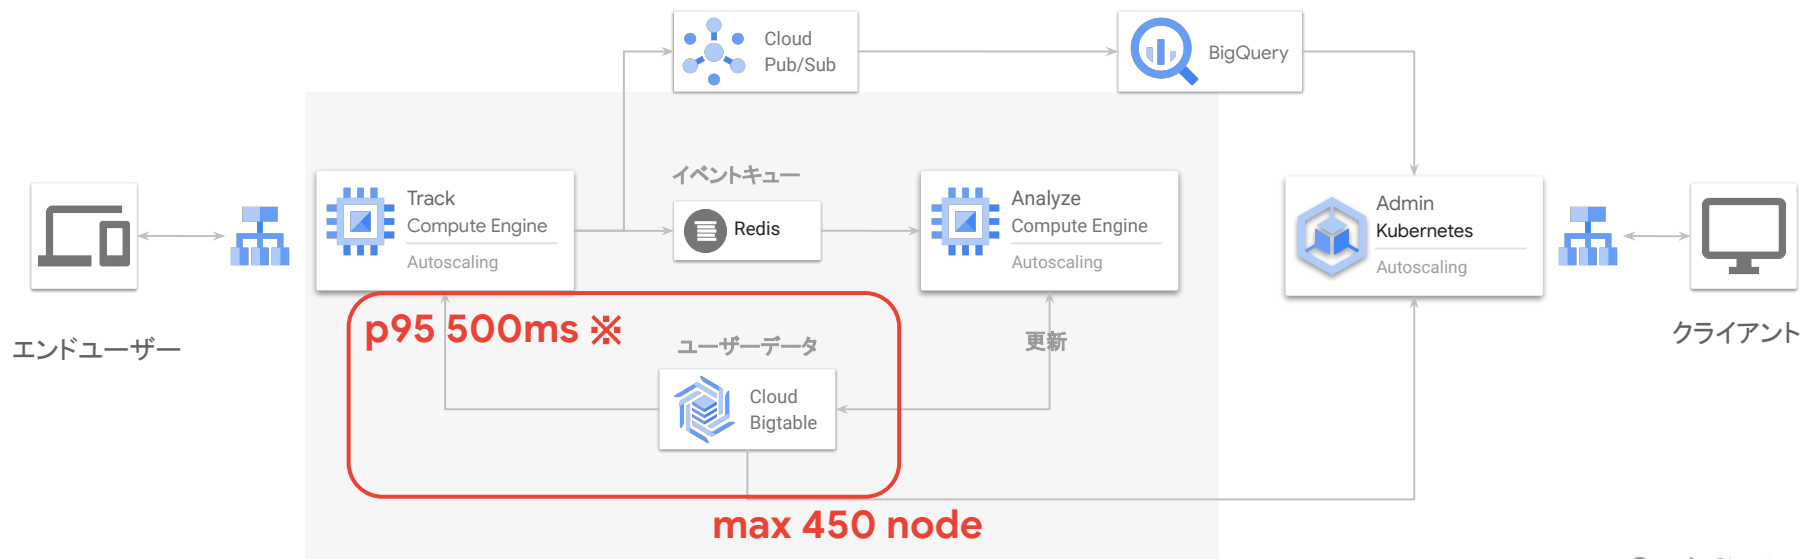 Cloud
Pub/Sub
BigQuery
イベントキュー
Track
Compute Engine
Autoscaling
Redis
Analyze
Compute Engine
Autoscaling
Admin
Kubernetes
Autoscaling
エンドユーザー
クライアント
p95 500ms ※
ユーザーデータ
更新
Cloud
Bigtable
max 450 node